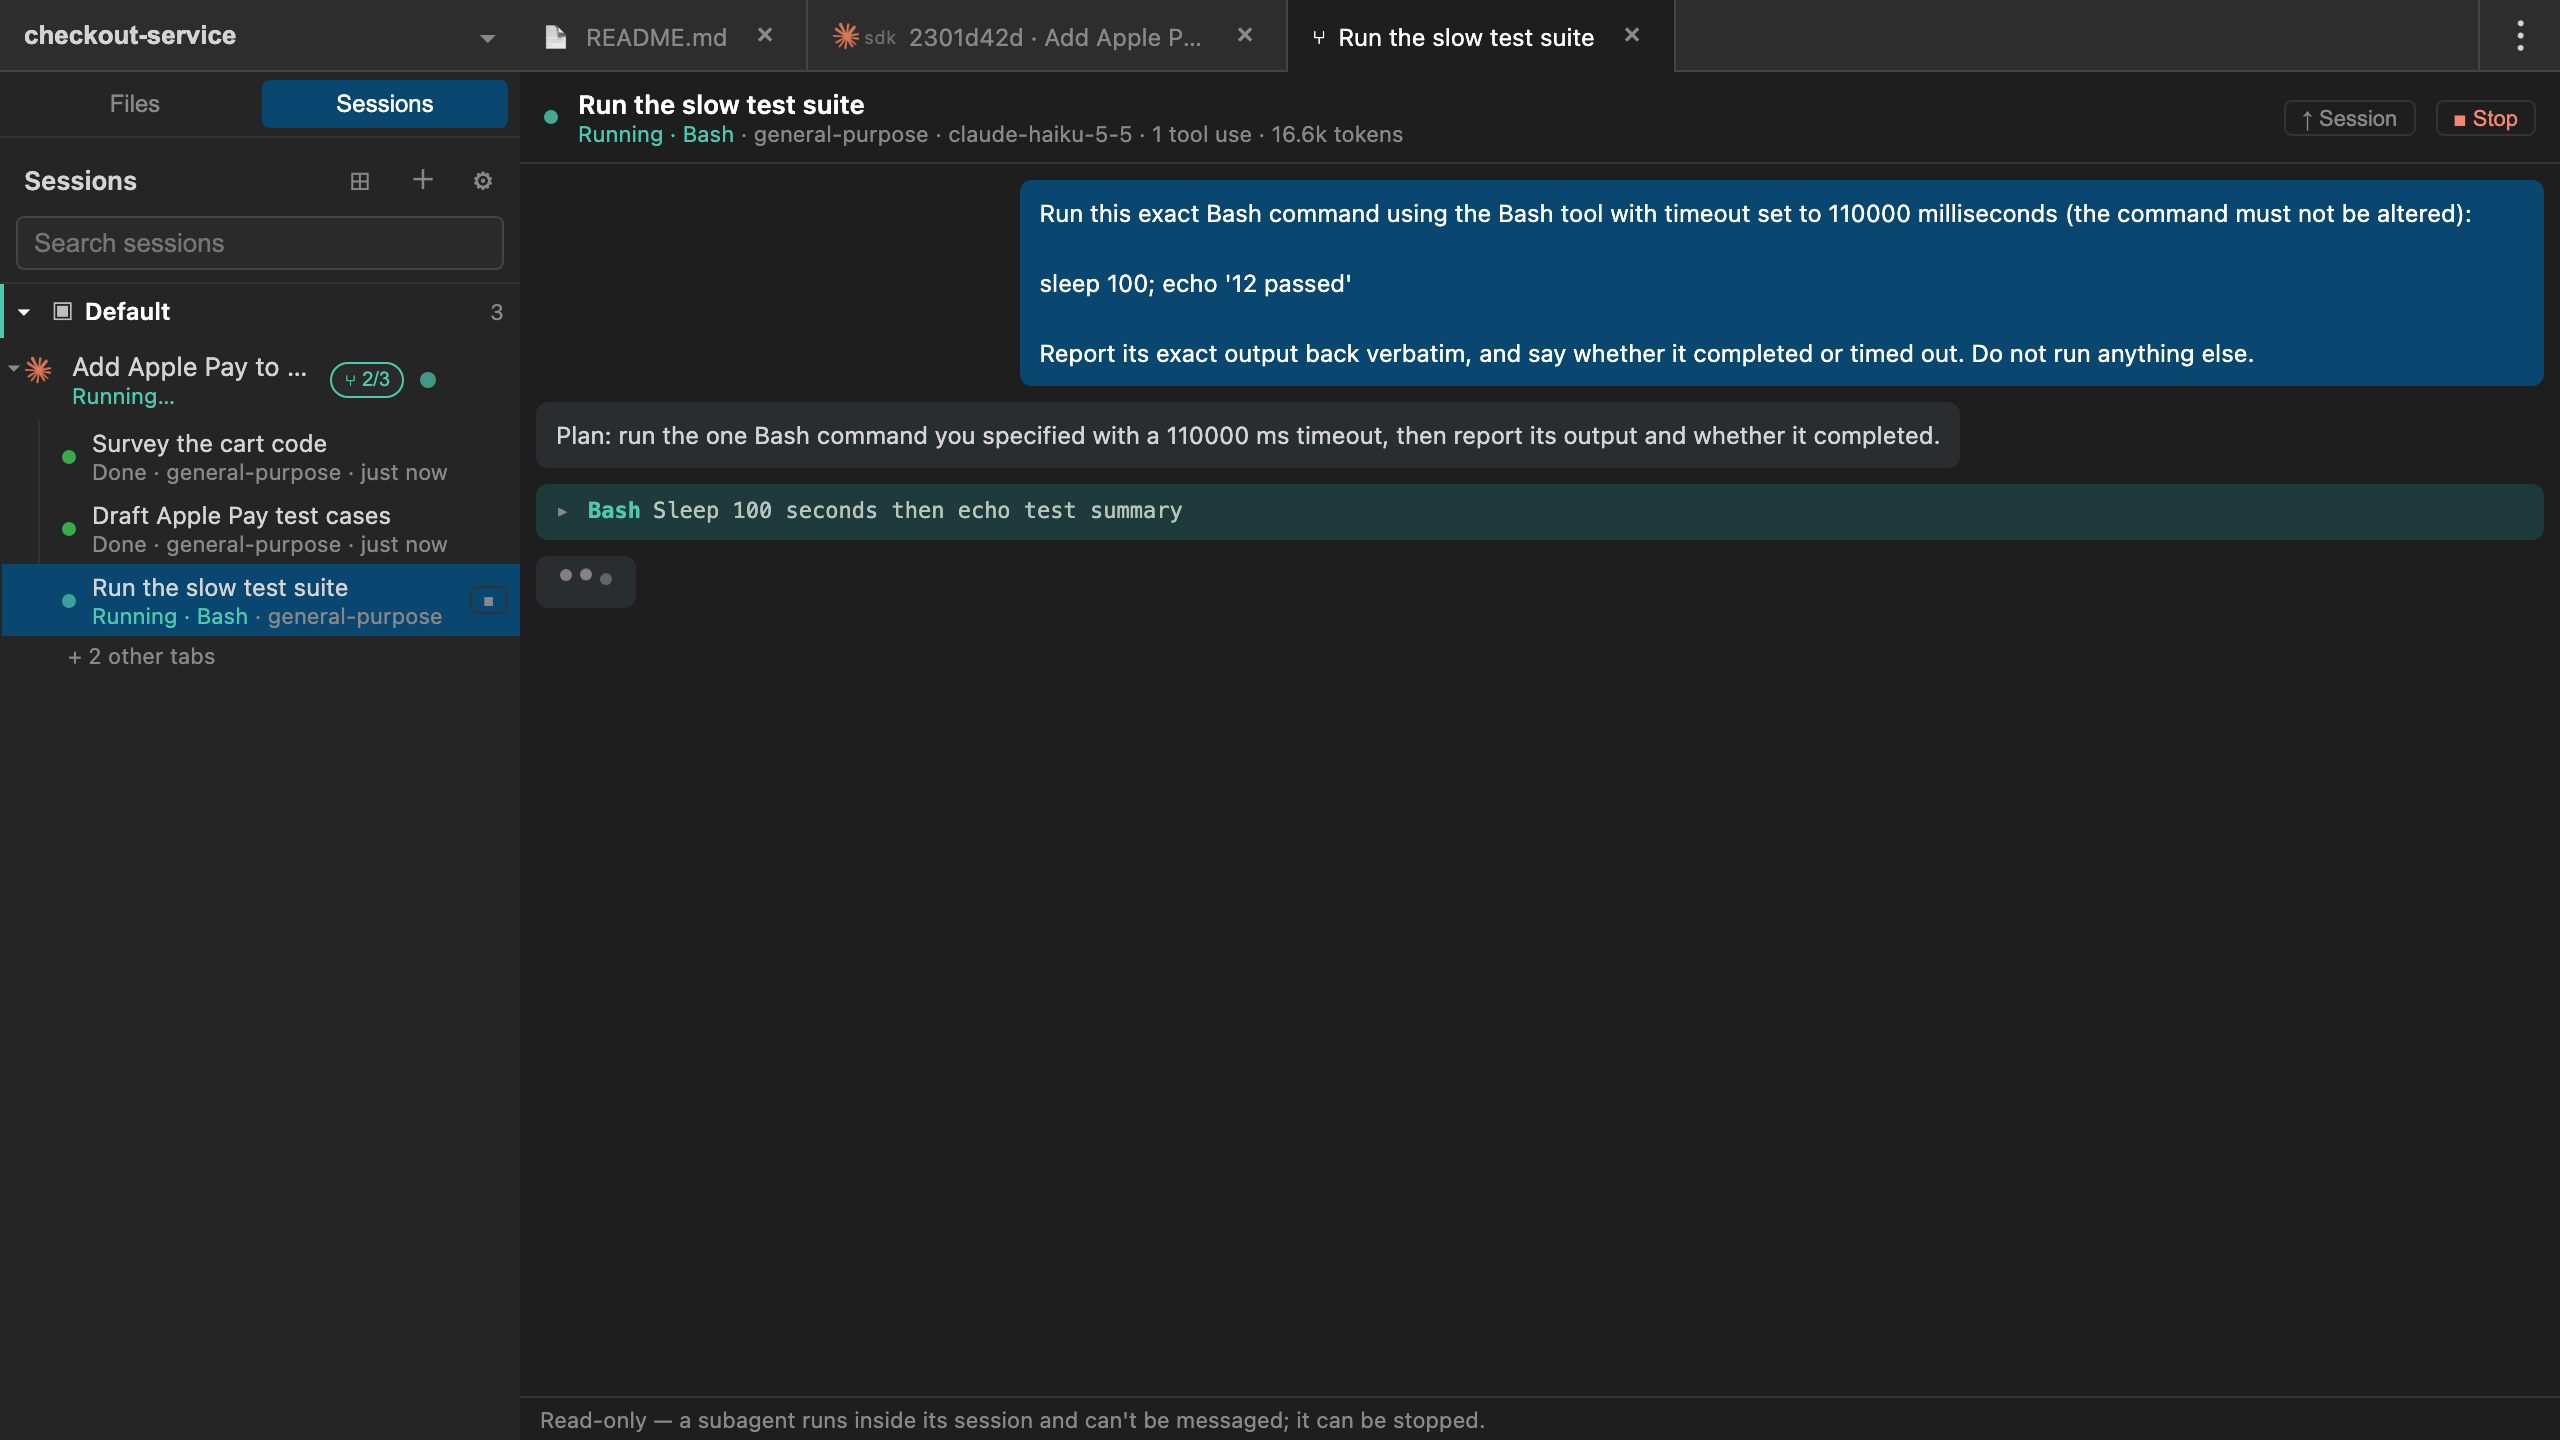 checkout-service
README.md ×
sdk 2301d42d · Add Apple P... ×
Run the slow test suite ×
Files
Sessions
Sessions
Search sessions
Default 3
Add Apple Pay to ...
Running...
2/3
Survey the cart code
Done · general-purpose · just now
Draft Apple Pay test cases
Done · general-purpose · just now
Run the slow test suite
Running · Bash · general-purpose
+ 2 other tabs
Run the slow test suite
Running · Bash · general-purpose · claude-haiku-5-5 · 1 tool use · 16.6k tokens
↑ Session
Stop
Run this exact Bash command using the Bash tool with timeout set to 110000 milliseconds (the command must not be altered):
sleep 100; echo '12 passed'
Report its exact output back verbatim, and say whether it completed or timed out. Do not run anything else.
Plan: run the one Bash command you specified with a 110000 ms timeout, then report its output and whether it completed.
Bash Sleep 100 seconds then echo test summary
Read-only — a subagent runs inside its session and can't be messaged; it can be stopped.